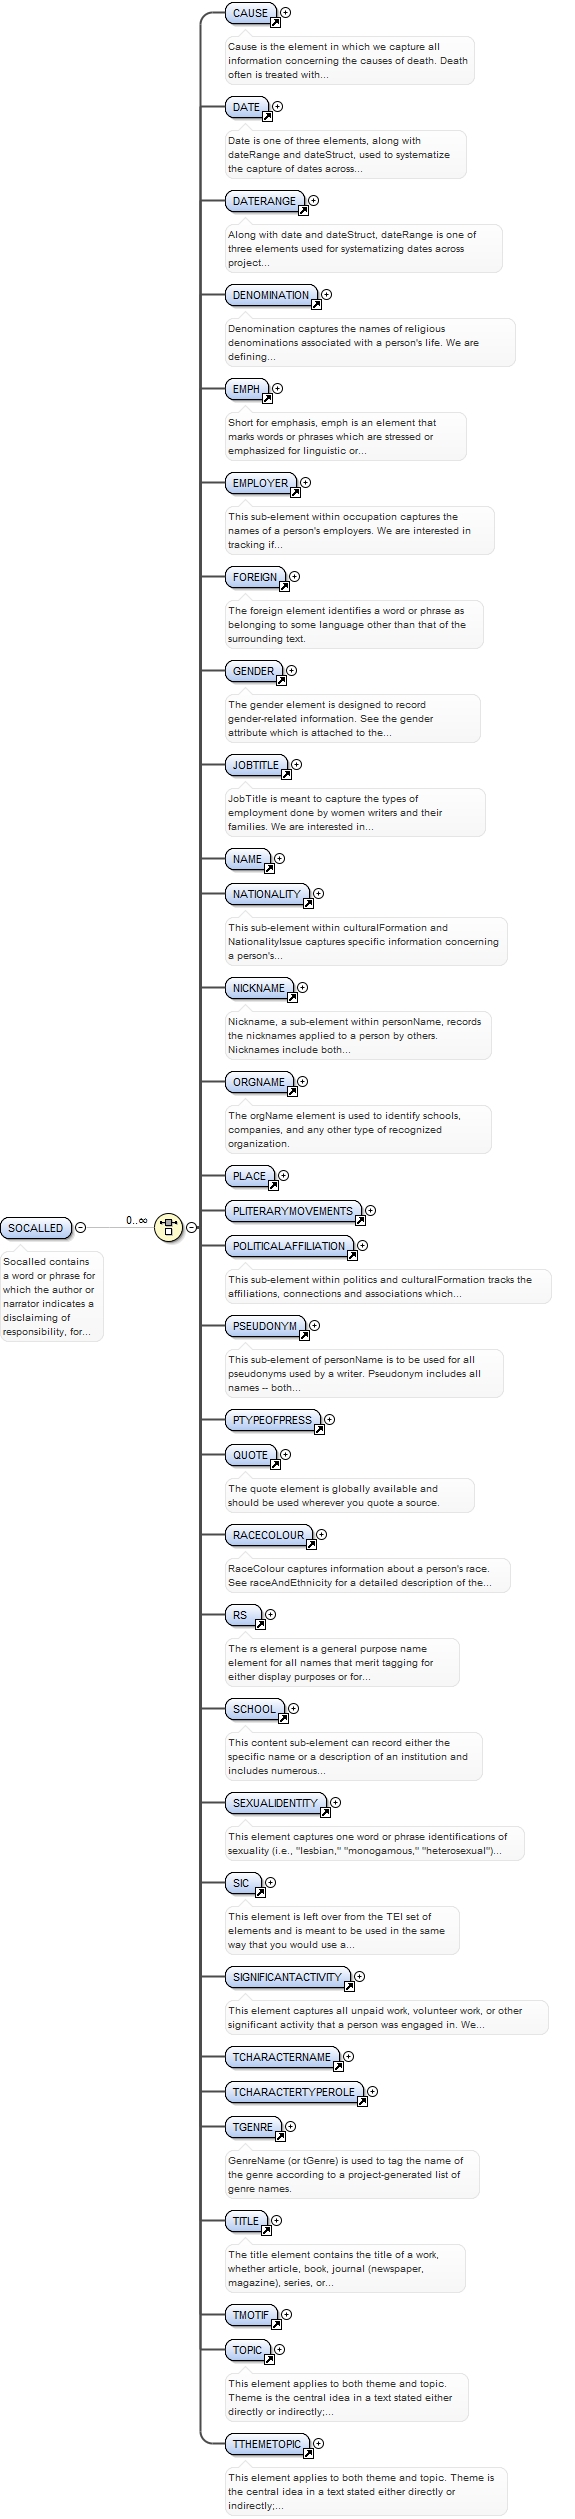 CAUSE
Cause is the element in which we capture all
information concerning the causes of death. Death
often is treated with...
DATE
Date is one of three elements, along with
dateRange and dateStruct, used to systematize
the capture of dates across...
DATERANGE
Along with date and dateStruct, dateRange is one of
three elements used for systematizing dates across
project...
DENOMINATION
Denomination captures the names of religious
denominations associated with a person's life. We are
defining...
EMPH
Short for emphasis, emph is an element that
marks words or phrases which are stressed or
emphasized for linguistic or...
EMPLOYER
This sub-element within occupation captures the
names of a person's employers. We are interested in
tracking if...
FOREIGN
The foreign element identifies a word or phrase as
belonging to some language other than that of the
surrounding text.
GENDER
The gender element is designed to record
gender-related information. See the gender
attribute which is attached to the...
JOBTITLE
JobTitle is meant to capture the types of
employment done by women writers and their
families. We are interested in...
NAME
NATIONALITY
This sub-element within culturalFormation and
NationalityIssue captures specific information concerning
a person's...
NICKNAME
Nickname, a sub-element within personName, records
the nicknames applied to a person by others.
Nicknames include both...
ORGNAME
The orgName element is used to identify schools,
companies, and any other type of recognized
organization.
PLACE
PLITERARYMOVEMENTS
0..∞
SOCALLED
Socalled contains
a word or phrase for
which the author or
narrator indicates a
disclaiming of
responsibility, for...
POLITICALAFFILIATION
This sub-element within politics and culturalFormation tracks the
affiliations, connections and associations which...
PSEUDONYM
This sub-element of personName is to be used for all
pseudonyms used by a writer. Pseudonym includes all
names -- both...
PTYPEOFPRESS
QUOTE
The quote element is globally available and
should be used wherever you quote a source.
RACECOLOUR
RaceColour captures information about a person's race.
See raceAndEthnicity for a detailed description of the...
RS
The rs element is a general purpose name
element for all names that merit tagging for
either display purposes or for...
SCHOOL
This content sub-element can record either the
specific name or a description of an institution and
includes numerous...
SEXUALIDENTITY
This element captures one word or phrase identifications of
sexuality (i.e., "lesbian," "monogamous," "heterosexual")...
SIC
This element is left over from the TEI set of
elements and is meant to be used in the same
way that you would use a...
SIGNIFICANTACTIVITY
This element captures all unpaid work, volunteer work, or other
significant activity that a person was engaged in. We...
TCHARACTERNAME
TCHARACTERTYPEROLE
TGENRE
GenreName (or tGenre) is used to tag the name of
the genre according to a project-generated list of
genre names.
TITLE
The title element contains the title of a work,
whether article, book, journal (newspaper,
magazine), series, or...
TMOTIF
TOPIC
This element applies to both theme and topic.
Theme is the central idea in a text stated either
directly or indirectly;...
TTHEMETOPIC
This element applies to both theme and topic. Theme is
the central idea in a text stated either directly or
indirectly;...